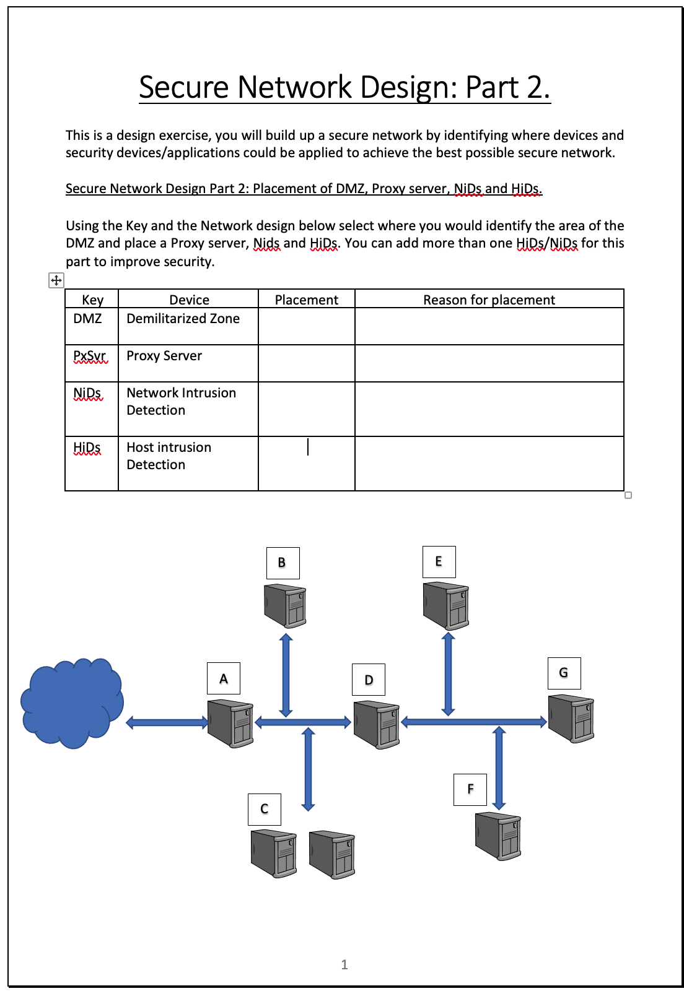 Secure Network Design: Part 2.
This is a design exercise, you will build up a secure network by identifying where devices and
security devices/applications could be applied to achieve the best possible secure network.
Secure Network Design Part 2: Placement of DMZ, Proxy server, NiDs and HiDs.
Using the Key and the Network design below select where you would identify the area of the
DMZ and place a Proxy server, Nids and HiDs. You can add more than one HiDs/NiDs for this
part to improve security.
Key Device Placement Reason for placement
DMZ Demilitarized Zone
PxSvr Proxy Server
NiDs Network Intrusion
Detection
HiDs Host intrusion
Detection
B
E
A
D
G
C
F
1